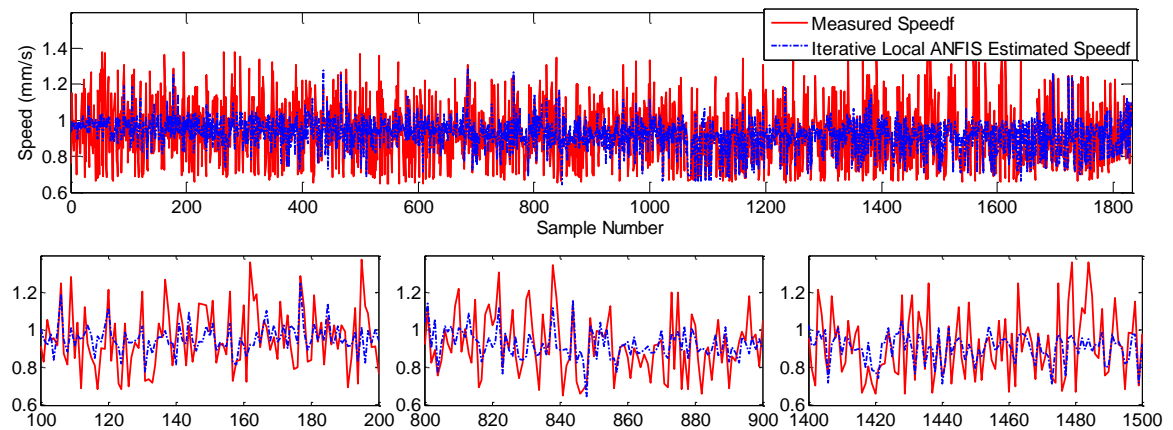 Measured Speedf
Iterative Local ANFIS Estimated Speedf
Speed (mm/s)
1.4
1.2
1
0.8
0.6
0 200 400 600 800 1000 1200 1400 1600 1800
Sample Number
1.2
1
0.8
0.6
100 120 140 160 180 200
1.2
1
0.8
0.6
800 820 840 860 880 900
1.2
1
0.8
0.6
1400 1420 1440 1460 1480 1500